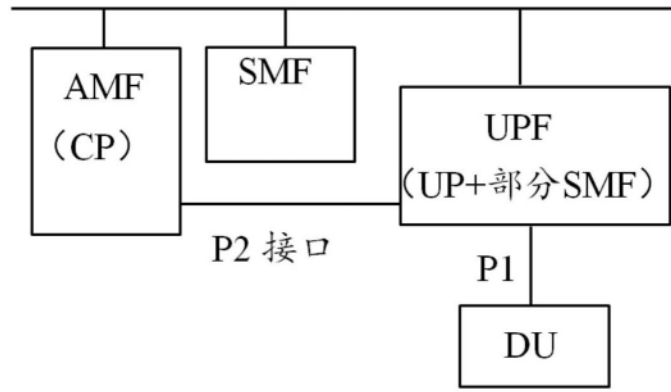 AMF
(CP)
SMF
UPF
(UP+部分SMF)
P2 接口
P1
DU